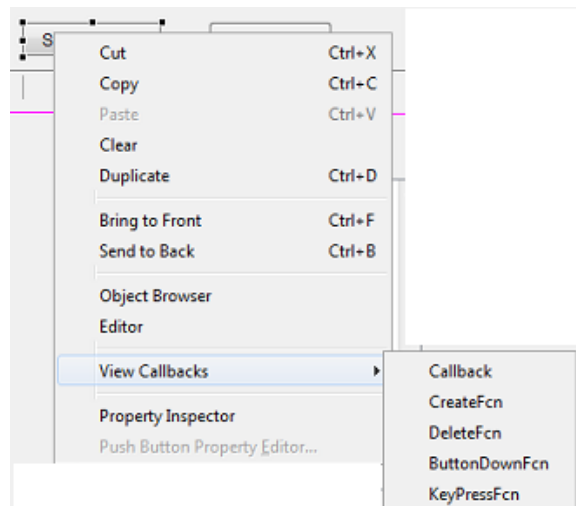 S
Cut Ctrl+X
Copy Ctrl+C
Paste Ctrl+V
Clear
Duplicate Ctrl+D
Bring to Front Ctrl+F
Send to Back Ctrl+B
Object Browser
Editor
View Callbacks
Callback
CreateFcn
Property Inspector
DeleteFcn
Push Button Property Editor...
ButtonDownFcn
KeyPressFcn